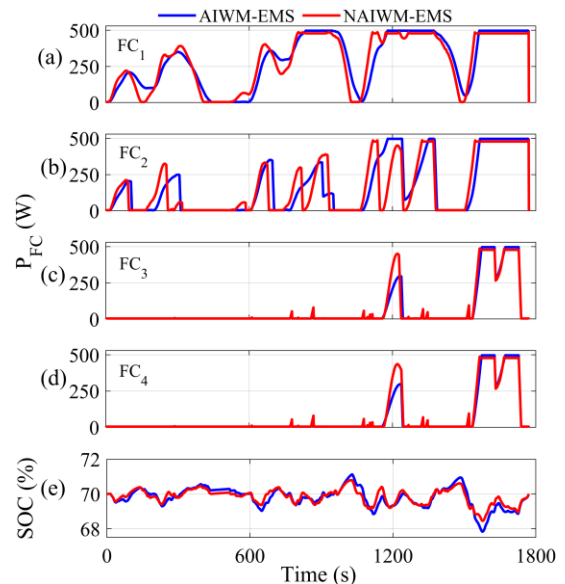 AIWM-EMS NAIWM-EMS
(a) 500 250 0 FC1
(b) 500 250 0 FC2
P_FC (W)
(c) 500 250 0 FC3
(d) 500 250 0 FC4
(e) SOC (%) 72 70 68
0 600 1200 1800
Time (s)